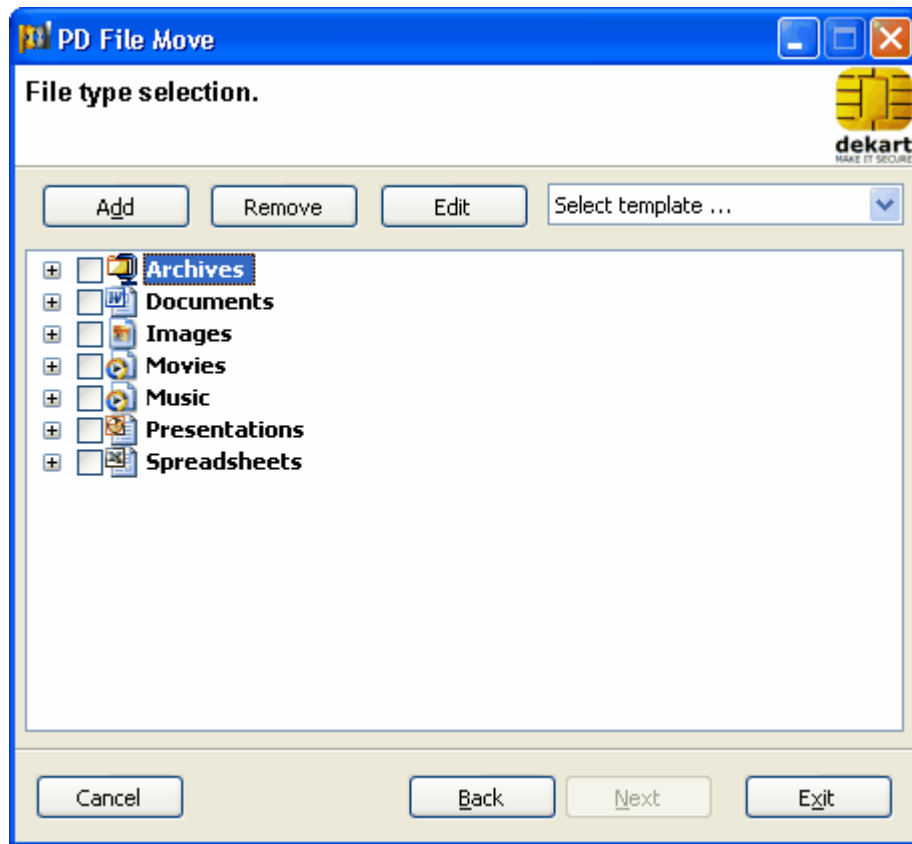 PD File Move
File type selection.
dekart
MAKE IT SECURE
Add Remove Edit Select template ...
Archives
Documents
Images
Movies
Music
Presentations
Spreadsheets
Cancel Back Next Exit